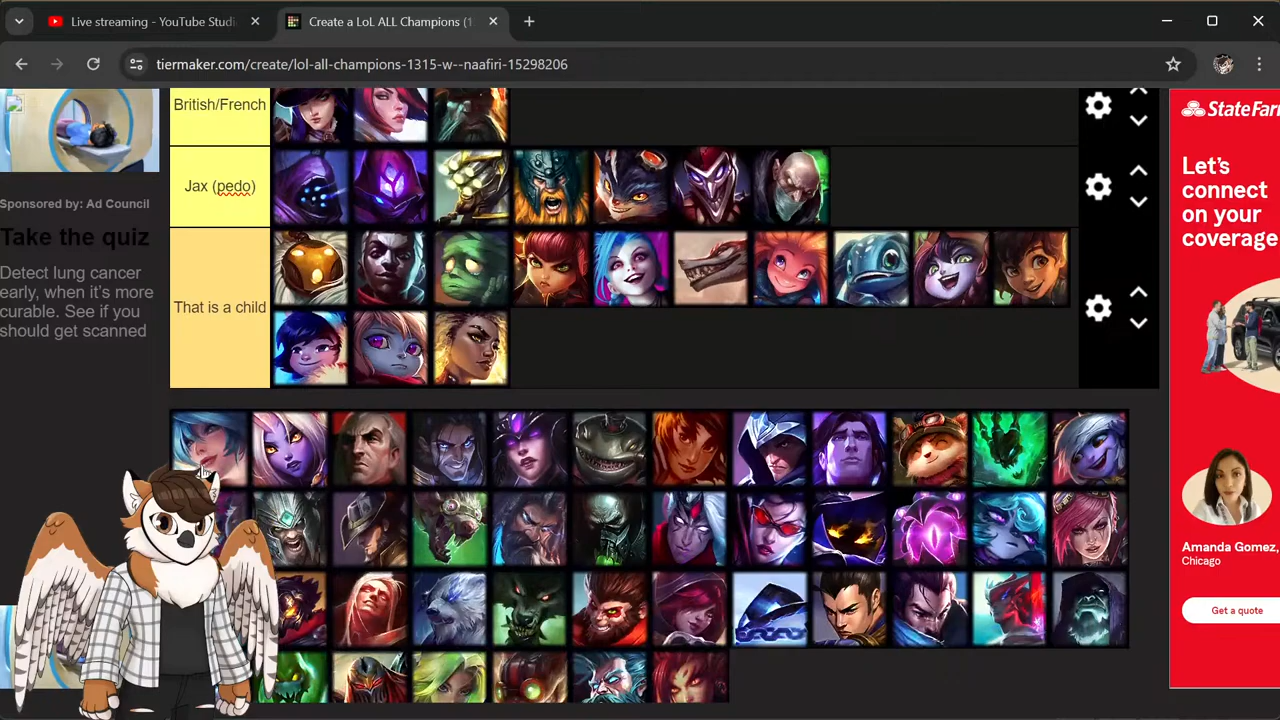 Live streaming - YouTube Studi
Create a LoL ALL Champions (1
tiermaker.com/create/lol-all-champions-1315-w--naafiri-15298206
British/French
Jax (pedo)
That is a child
Sponsored by: Ad Council
Take the quiz
Detect lung cancer
early, when it's more
curable. See if you
should get scanned
StateFar
Let's
connect
on your
coverage
Amanda Gomez,
Chicago
Get a quote